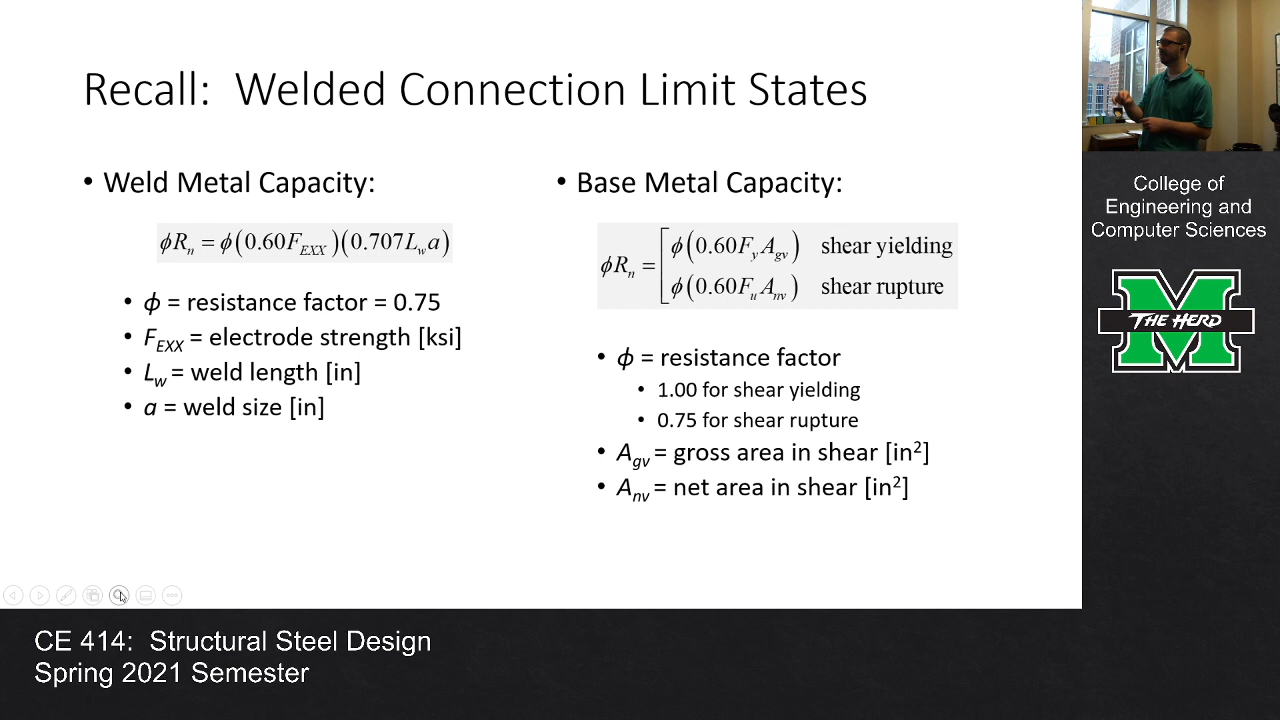 Recall: Welded Connection Limit States
• Weld Metal Capacity:
ϕRₙ = ϕ(0.60F_EXX)(0.707L_w a)
• ϕ = resistance factor = 0.75
• F_EXX = electrode strength [ksi]
• L_w = weld length [in]
• a = weld size [in]
• Base Metal Capacity:
ϕRₙ = [ϕ(0.60F_y A_gv) shear yielding
ϕ(0.60F_u A_nv) shear rupture
• ϕ = resistance factor
• 1.00 for shear yielding
• 0.75 for shear rupture
• A_gv = gross area in shear [in²]
• A_nv = net area in shear [in²]
College of
Engineering and
Computer Sciences
THE HERD
CE 414: Structural Steel Design
Spring 2021 Semester